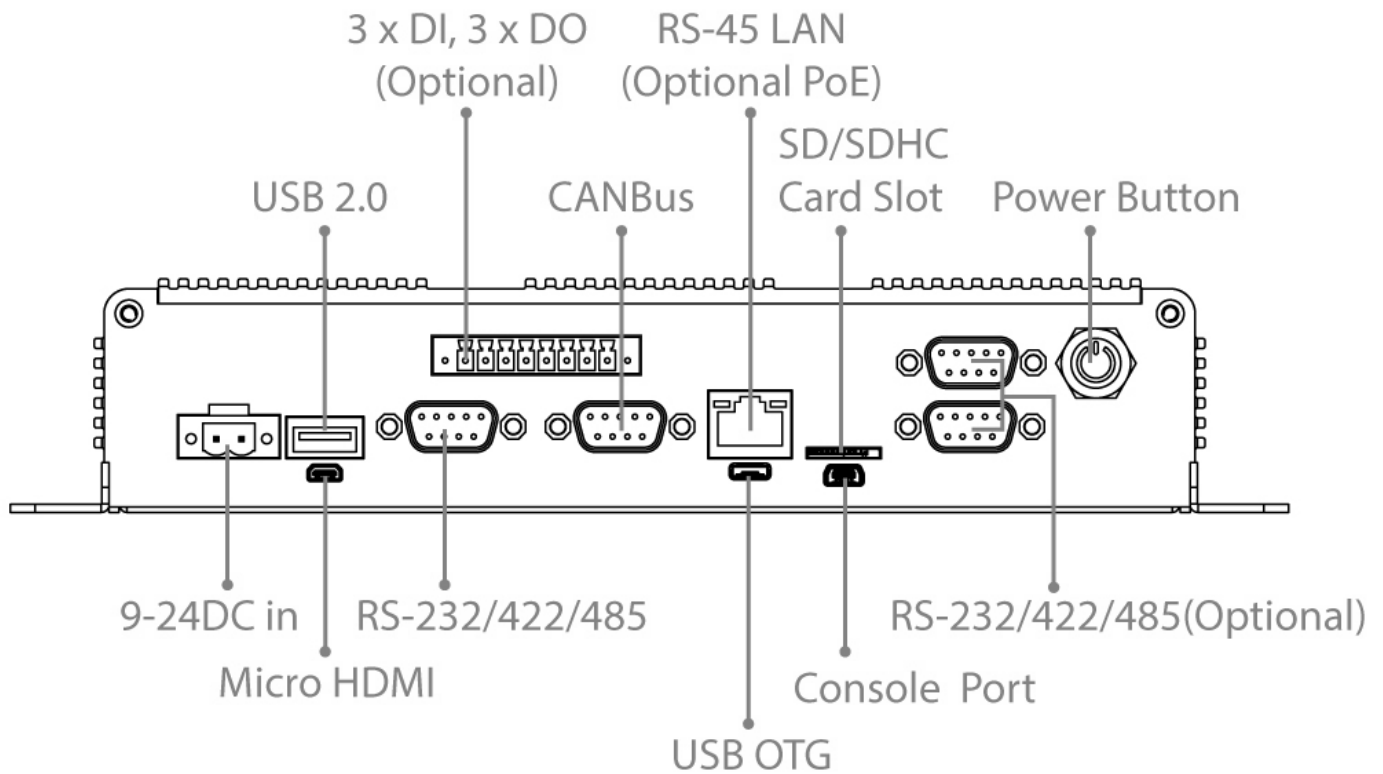 3 x DI, 3 x DO
(Optional)
RS-45 LAN
(Optional PoE)
USB 2.0
CANBus
SD/SDHC
Card Slot
Power Button
9-24DC in
RS-232/422/485
RS-232/422/485(Optional)
Micro HDMI
Console Port
USB OTG